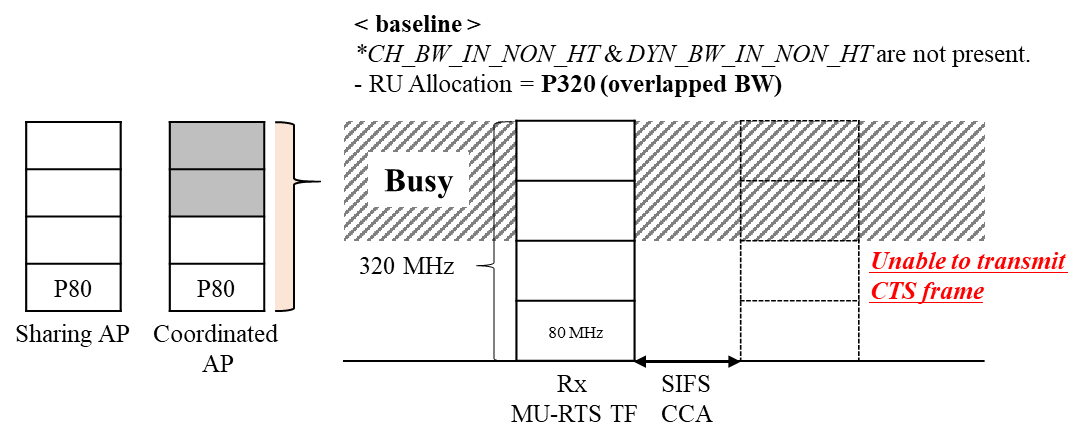 < baseline >
*CH_BW_IN_NON_HT & DYN_BW_IN_NON_HT are not present.
- RU Allocation = P320 (overlapped BW)
Busy
320 MHz
P80
P80
80 MHz
Unable to transmit
CTS frame
Sharing AP
Coordinated
AP
Rx
MU-RTS TF
SIFS
CCA